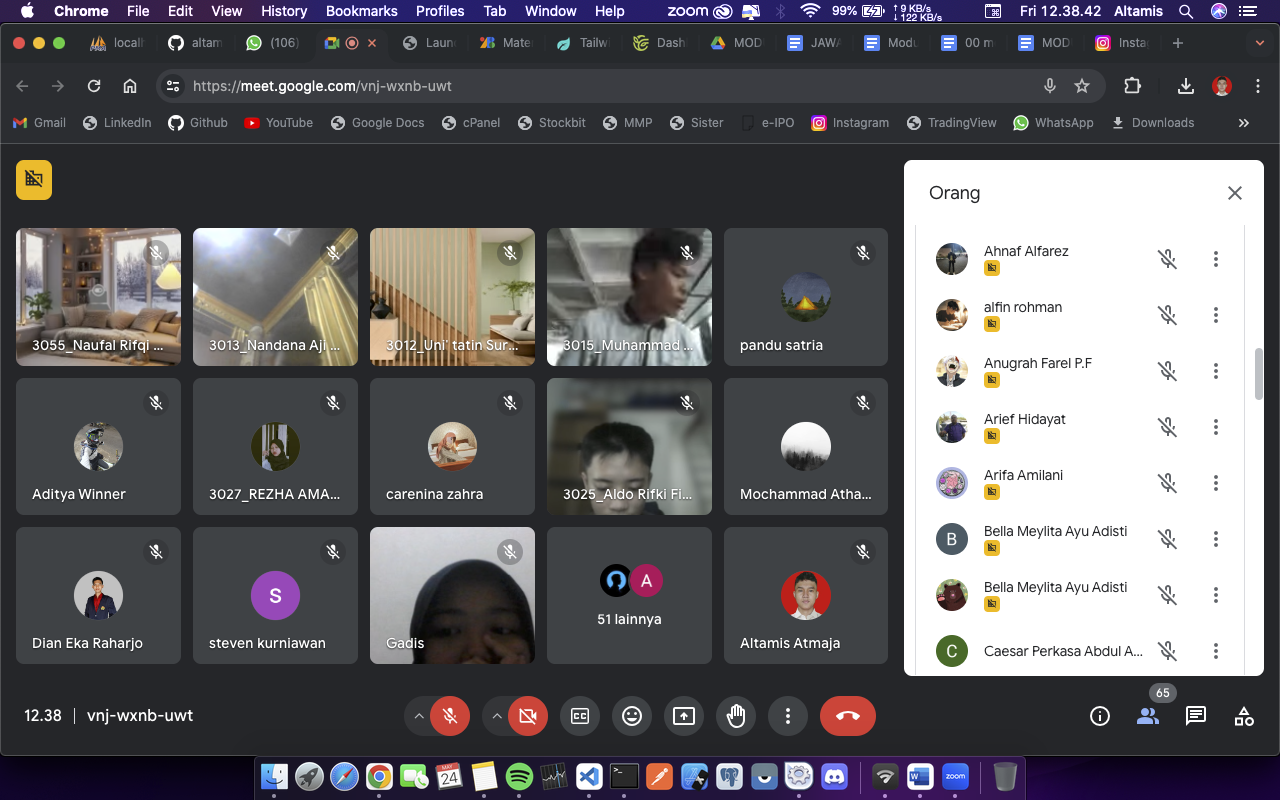 Chrome File Edit View History Bookmarks Profiles Tab Window Help zoom 99% 9 KB/s 122 KB/s Fri 12.38.42 Altamis
localh altam (106) Laun Mate Tailw Dash MOD JAWA Modu 00 m MOD Insta
https://meet.google.com/vnj-wxnb-uwt
Gmail LinkedIn Github YouTube Google Docs cPanel Stockbit MMP Sister e-IPO Instagram TradingView WhatsApp Downloads
Orang
3055_Naufal Rifqi ...
3013_Nandana Aji ...
3012_Uni' tatin Sur...
3015_Muhammad ...
pandu satria
Aditya Winner
3027_REZHA AMA...
carenina zahra
3025_Aldo Rifki Fi...
Mochammad Atha...
Dian Eka Raharjo
S
steven kurniawan
Gadis
A
51 lainnya
Altamis Atmaja
Ahnaf Alfarez
alfin rohman
Anugrah Farel P.F
Arief Hidayat
Arifa Amilani
B
Bella Meylita Ayu Adisti
Bella Meylita Ayu Adisti
C
Caesar Perkasa Abdul A...
12.38 | vnj-wxnb-uwt
CC
65
MAY
24
W
zoom